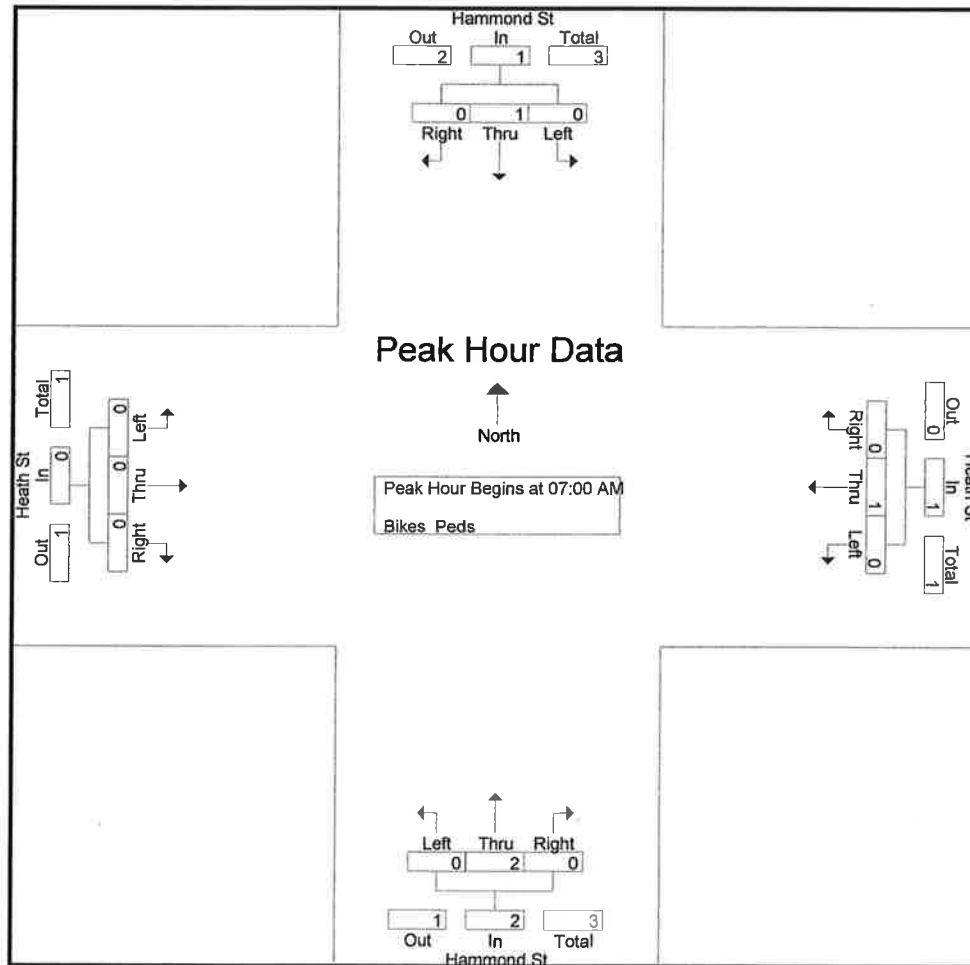 Hammond St
Out In Total
2 1 3
0 1 0
Right Thru Left
Peak Hour Data
North
Peak Hour Begins at 07:00 AM
Bikes Peds
Heath St
Out In Total
1 0 1
0 0 0
Right Thru Left
Heath St
Out In Total
0 1 1
0 1 0
Right Thru Left
Left Thru Right
0 2 0
1 2 3
Out In Total
Hammond St